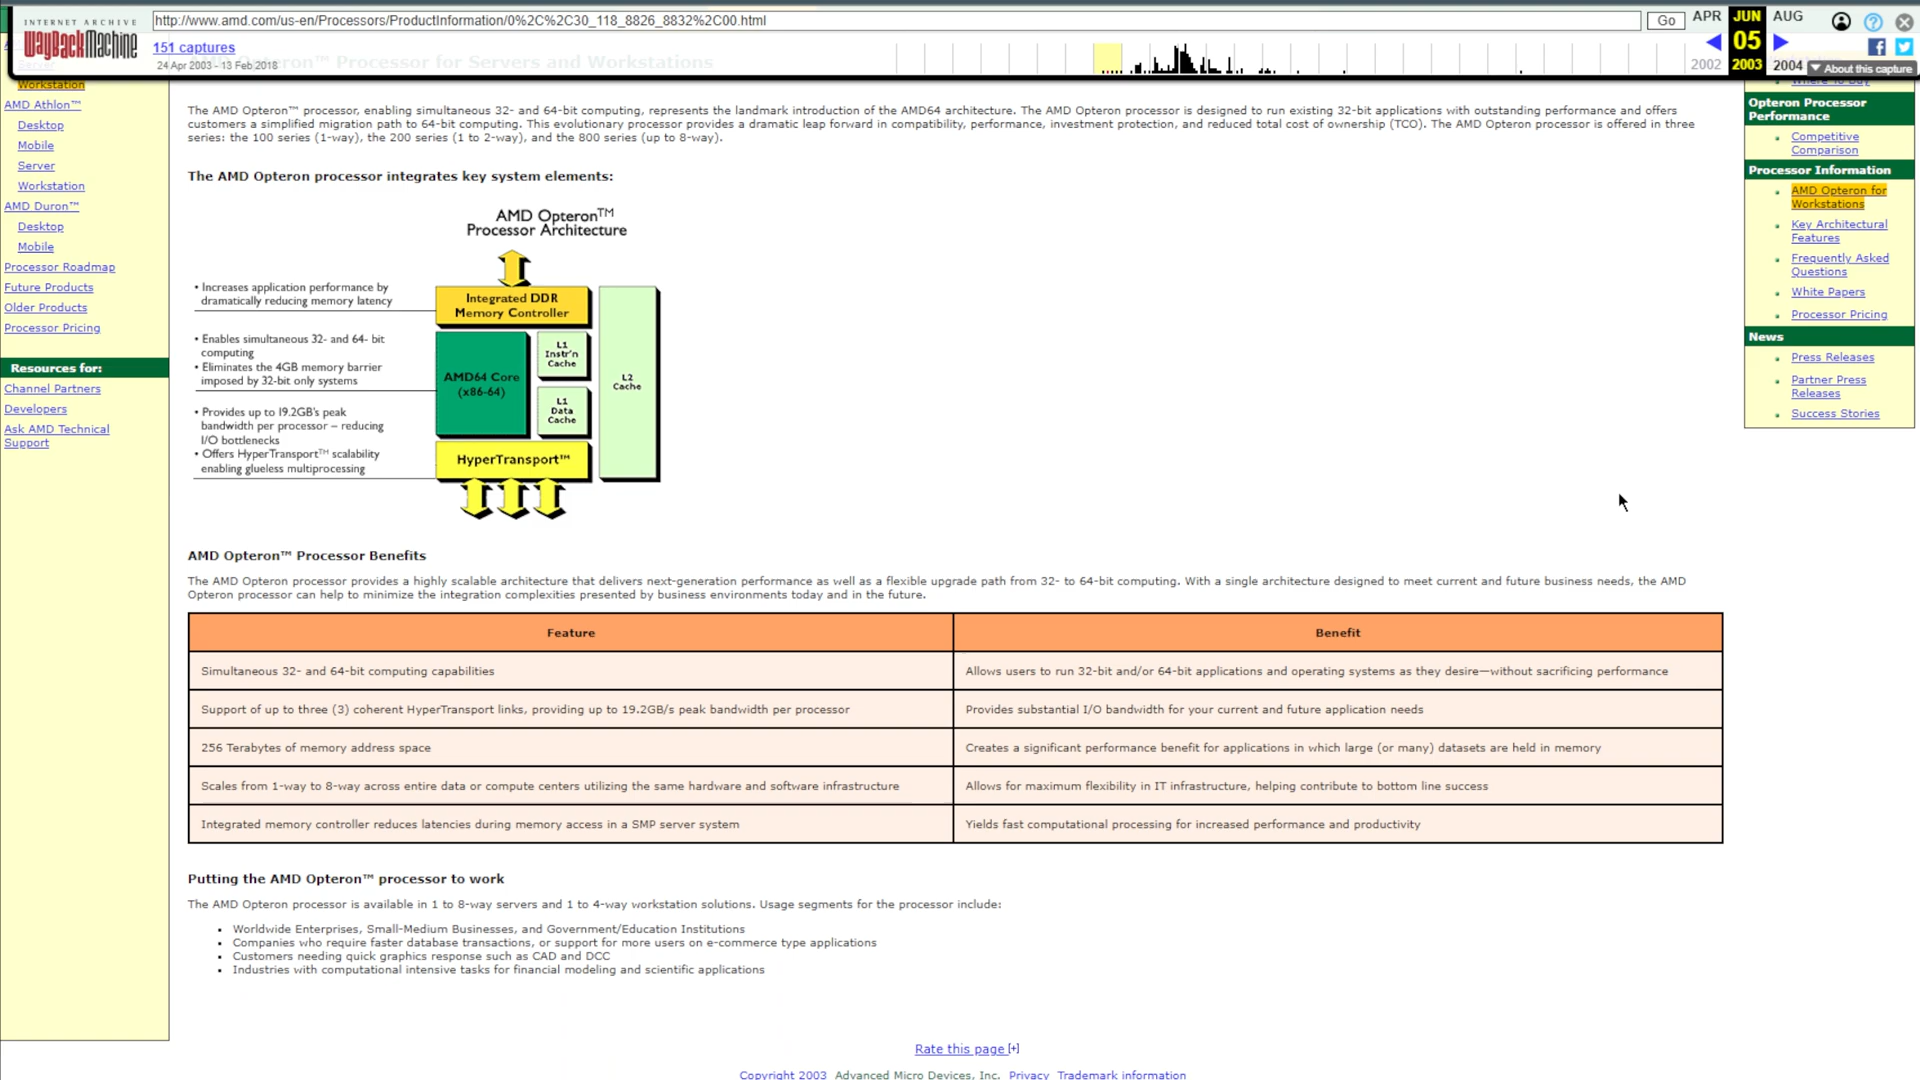 INTERNET ARCHIVE
WayBackMachine
http://www.amd.com/us-en/Processors/ProductInformation/0%2C%2C30_118_8826_8832%2C00.html
Go
APR
JUN
AUG
151 captures
05
24 Apr 2003 - 13 Feb 2018
2002
2003
2004
About this capture
Opteron™ Processor for Servers and Workstations
Server
Workstation
AMD Athlon™
Desktop
Mobile
Server
Workstation
AMD Duron™
Desktop
Mobile
Processor Roadmap
Future Products
Older Products
Processor Pricing
Resources for:
Channel Partners
Developers
Ask AMD Technical
Support
The AMD Opteron™ processor, enabling simultaneous 32- and 64-bit computing, represents the landmark introduction of the AMD64 architecture. The AMD Opteron processor is designed to run existing 32-bit applications with outstanding performance and offers
customers a simplified migration path to 64-bit computing. This evolutionary processor provides a dramatic leap forward in compatibility, performance, investment protection, and reduced total cost of ownership (TCO). The AMD Opteron processor is offered in three
series: the 100 series (1-way), the 200 series (1 to 2-way), and the 800 series (up to 8-way).
The AMD Opteron processor integrates key system elements:
AMD Opteron™
Processor Architecture
• Increases application performance by
dramatically reducing memory latency
• Enables simultaneous 32- and 64- bit
computing
• Eliminates the 4GB memory barrier
imposed by 32-bit only systems
• Provides up to 19.2GB's peak
bandwidth per processor – reducing
I/O bottlenecks
• Offers HyperTransport™ scalability
enabling glueless multiprocessing
Integrated DDR
Memory Controller
AMD64 Core
(x86-64)
L1
Instr'n
Cache
L1
Data
Cache
L2
Cache
HyperTransport™
AMD Opteron™ Processor Benefits
The AMD Opteron processor provides a highly scalable architecture that delivers next-generation performance as well as a flexible upgrade path from 32- to 64-bit computing. With a single architecture designed to meet current and future business needs, the AMD
Opteron processor can help to minimize the integration complexities presented by business environments today and in the future.
Feature
Benefit
Simultaneous 32- and 64-bit computing capabilities
Allows users to run 32-bit and/or 64-bit applications and operating systems as they desire—without sacrificing performance
Support of up to three (3) coherent HyperTransport links, providing up to 19.2GB/s peak bandwidth per processor
Provides substantial I/O bandwidth for your current and future application needs
256 Terabytes of memory address space
Creates a significant performance benefit for applications in which large (or many) datasets are held in memory
Scales from 1-way to 8-way across entire data or compute centers utilizing the same hardware and software infrastructure
Allows for maximum flexibility in IT infrastructure, helping contribute to bottom line success
Integrated memory controller reduces latencies during memory access in a SMP server system
Yields fast computational processing for increased performance and productivity
Putting the AMD Opteron™ processor to work
The AMD Opteron processor is available in 1 to 8-way servers and 1 to 4-way workstation solutions. Usage segments for the processor include:
• Worldwide Enterprises, Small-Medium Businesses, and Government/Education Institutions
• Companies who require faster database transactions, or support for more users on e-commerce type applications
• Customers needing quick graphics response such as CAD and DCC
• Industries with computational intensive tasks for financial modeling and scientific applications
Rate this page [+]
Copyright 2003 Advanced Micro Devices, Inc. Privacy Trademark information
Where To Buy
Opteron Processor
Performance
Competitive
Comparison
Processor Information
AMD Opteron for
Workstations
Key Architectural
Features
Frequently Asked
Questions
White Papers
Processor Pricing
News
Press Releases
Partner Press
Releases
Success Stories